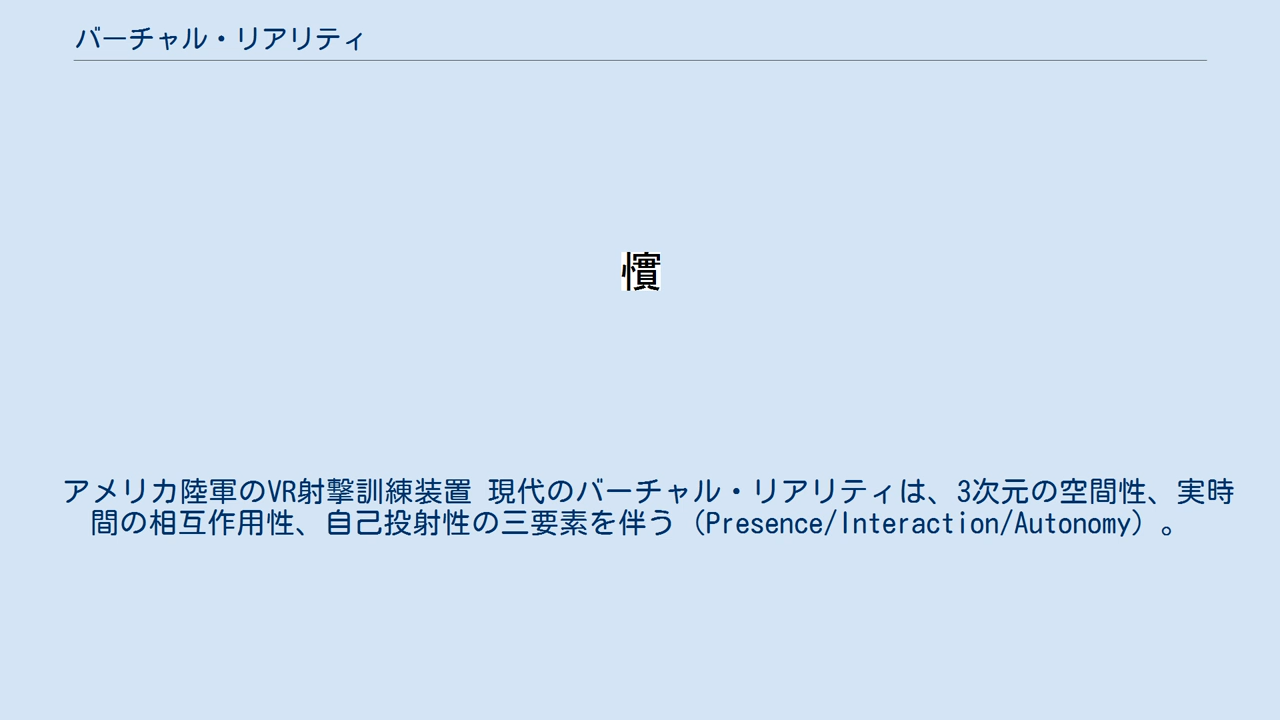 バーチャル・リアリティ
アメリカ陸軍のVR射撃訓練装置 現代のバーチャル・リアリティは、3次元の空間性、実時
間の相互作用性、自己投射性の三要素を伴う（Presence/Interaction/Autonomy）。